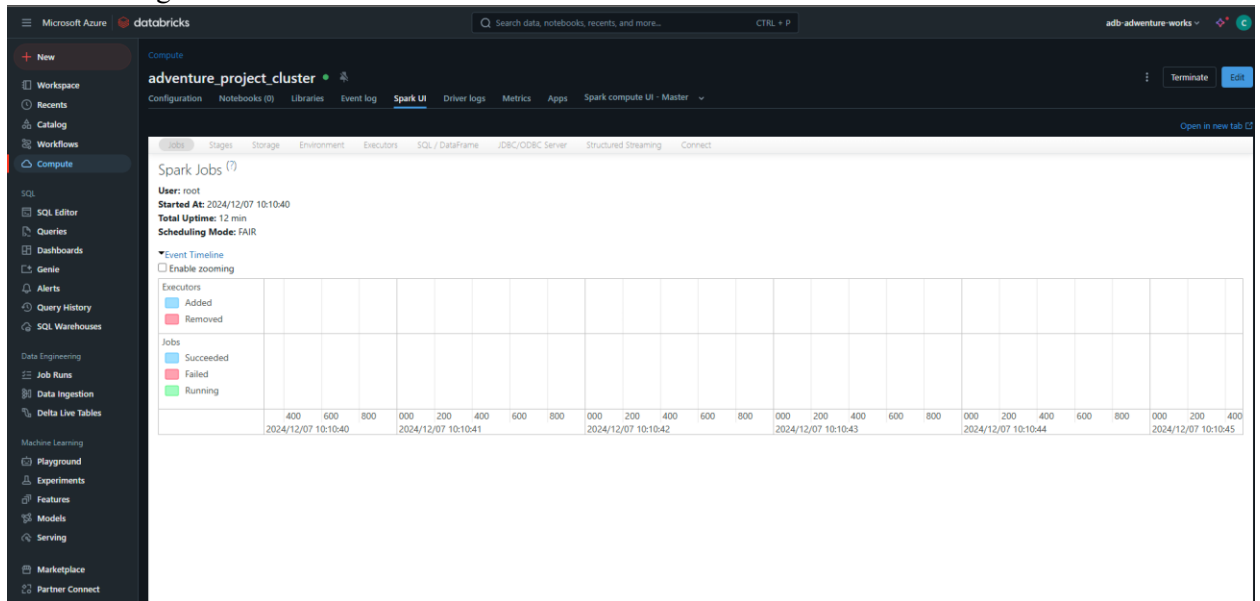 Microsoft Azure databricks Search data, notebooks, recents, and more... CTRL + P adb-adwenture-works C
New
Workspace
Recents
Catalog
Workflows
Compute
SQL
SQL Editor
Queries
Dashboards
Genie
Alerts
Query History
SQL Warehouses
Data Engineering
Job Runs
Data Ingestion
Delta Live Tables
Machine Learning
Playground
Experiments
Features
Models
Serving
Marketplace
Partner Connect
Compute
adventure_project_cluster Terminate Edit
Configuration Notebooks (0) Libraries Event log Spark UI Driver logs Metrics Apps Spark compute UI - Master
Open in new tab
Jobs Stages Storage Environment Executors SQL / DataFrame JDBC/ODBC Server Structured Streaming Connect
Spark Jobs (?)
User: root
Started At: 2024/12/07 10:10:40
Total Uptime: 12 min
Scheduling Mode: FAIR
Event Timeline
Enable zooming
Executors
Added
Removed
Jobs
Succeeded
Failed
Running
400 600 800 000 200 400 600 800 000 200 400 600 800 000 200 400 600 800 000 200 400 600 800 000 200 400
2024/12/07 10:10:40 2024/12/07 10:10:41 2024/12/07 10:10:42 2024/12/07 10:10:43 2024/12/07 10:10:44 2024/12/07 10:10:45